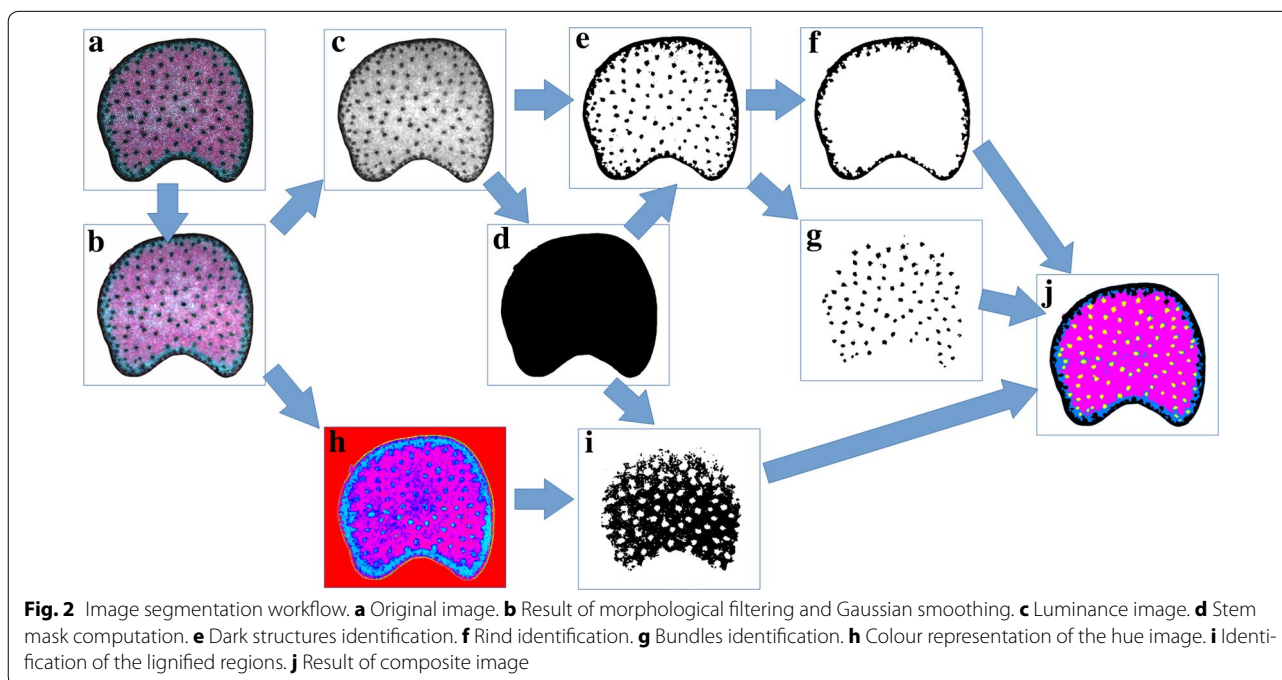 a
c
e
f
b
d
g
j
h
i
Fig. 2 Image segmentation workflow. a Original image. b Result of morphological filtering and Gaussian smoothing. c Luminance image. d Stem
mask computation. e Dark structures identification. f Rind identification. g Bundles identification. h Colour representation of the hue image. i Identi-
fication of the lignified regions. j Result of composite image